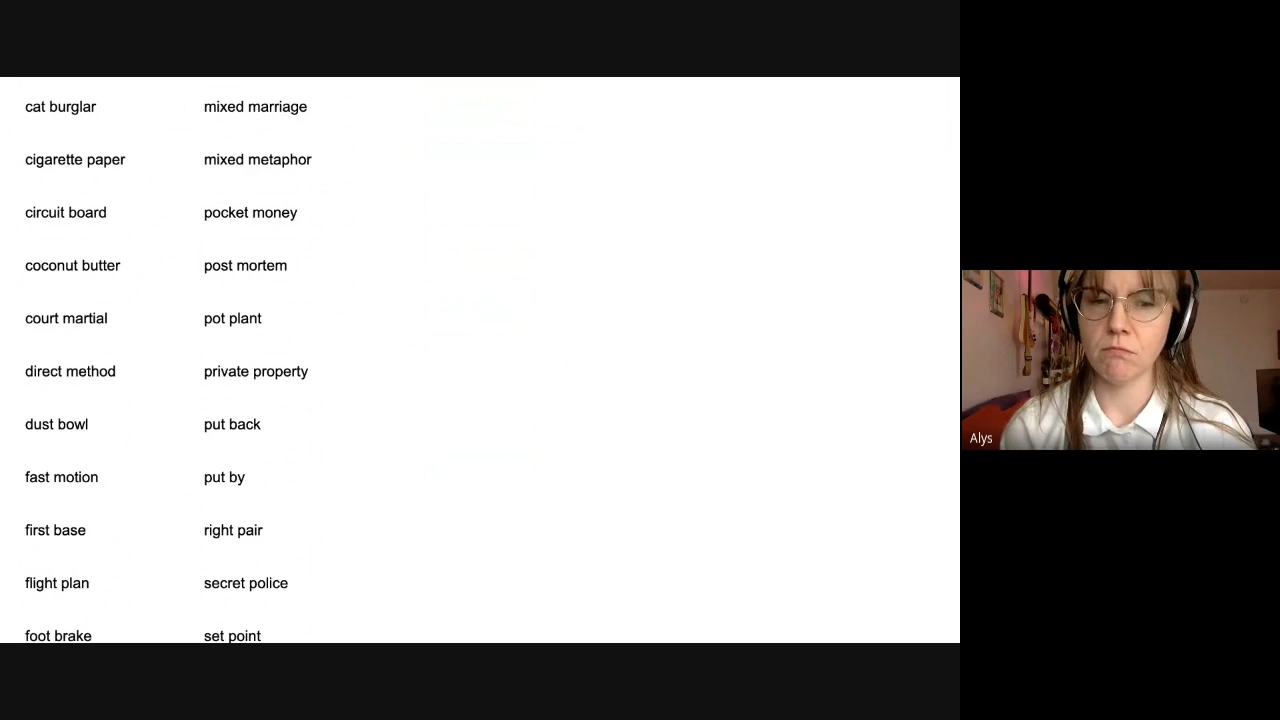 cat burglar mixed marriage
cigarette paper mixed metaphor
circuit board pocket money
coconut butter post mortem
court martial pot plant
direct method private property
dust bowl put back
fast motion put by
first base right pair
flight plan secret police
foot brake set point
Alys